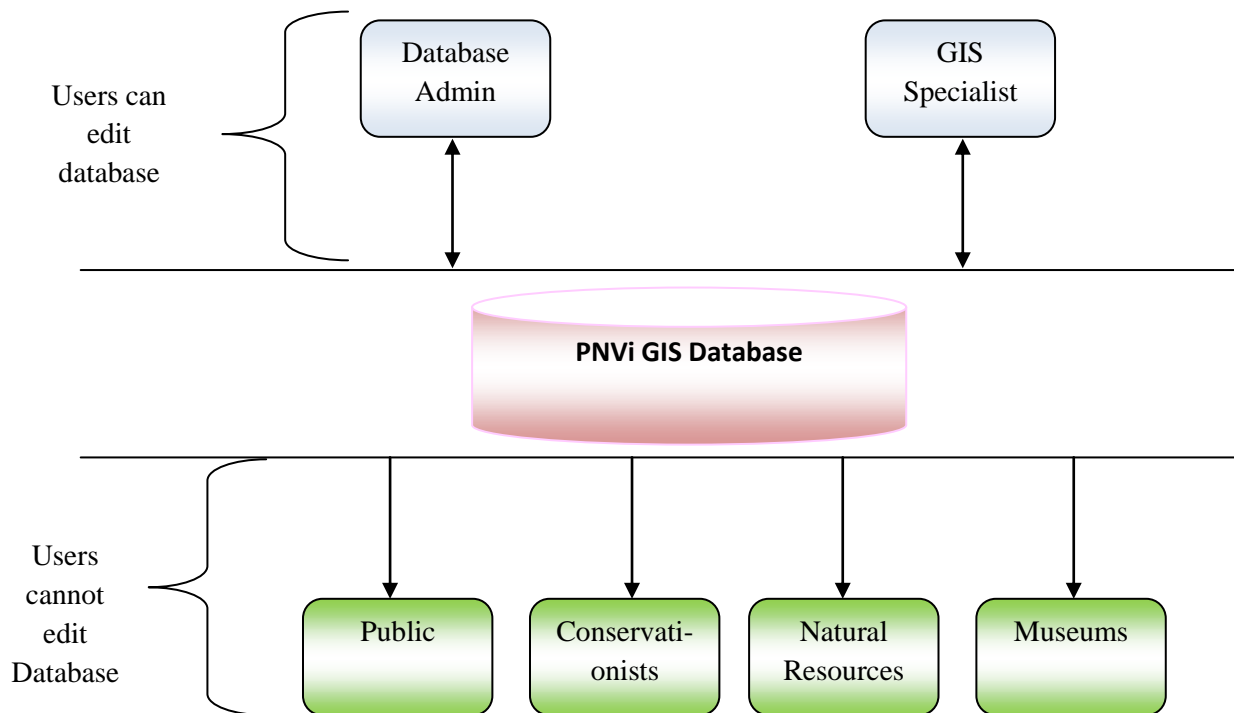 Users can
edit
database
Database
Admin
GIS
Specialist
PNVi GIS Database
Users
cannot
edit
Database
Public
Conservati-
onists
Natural
Resources
Museums